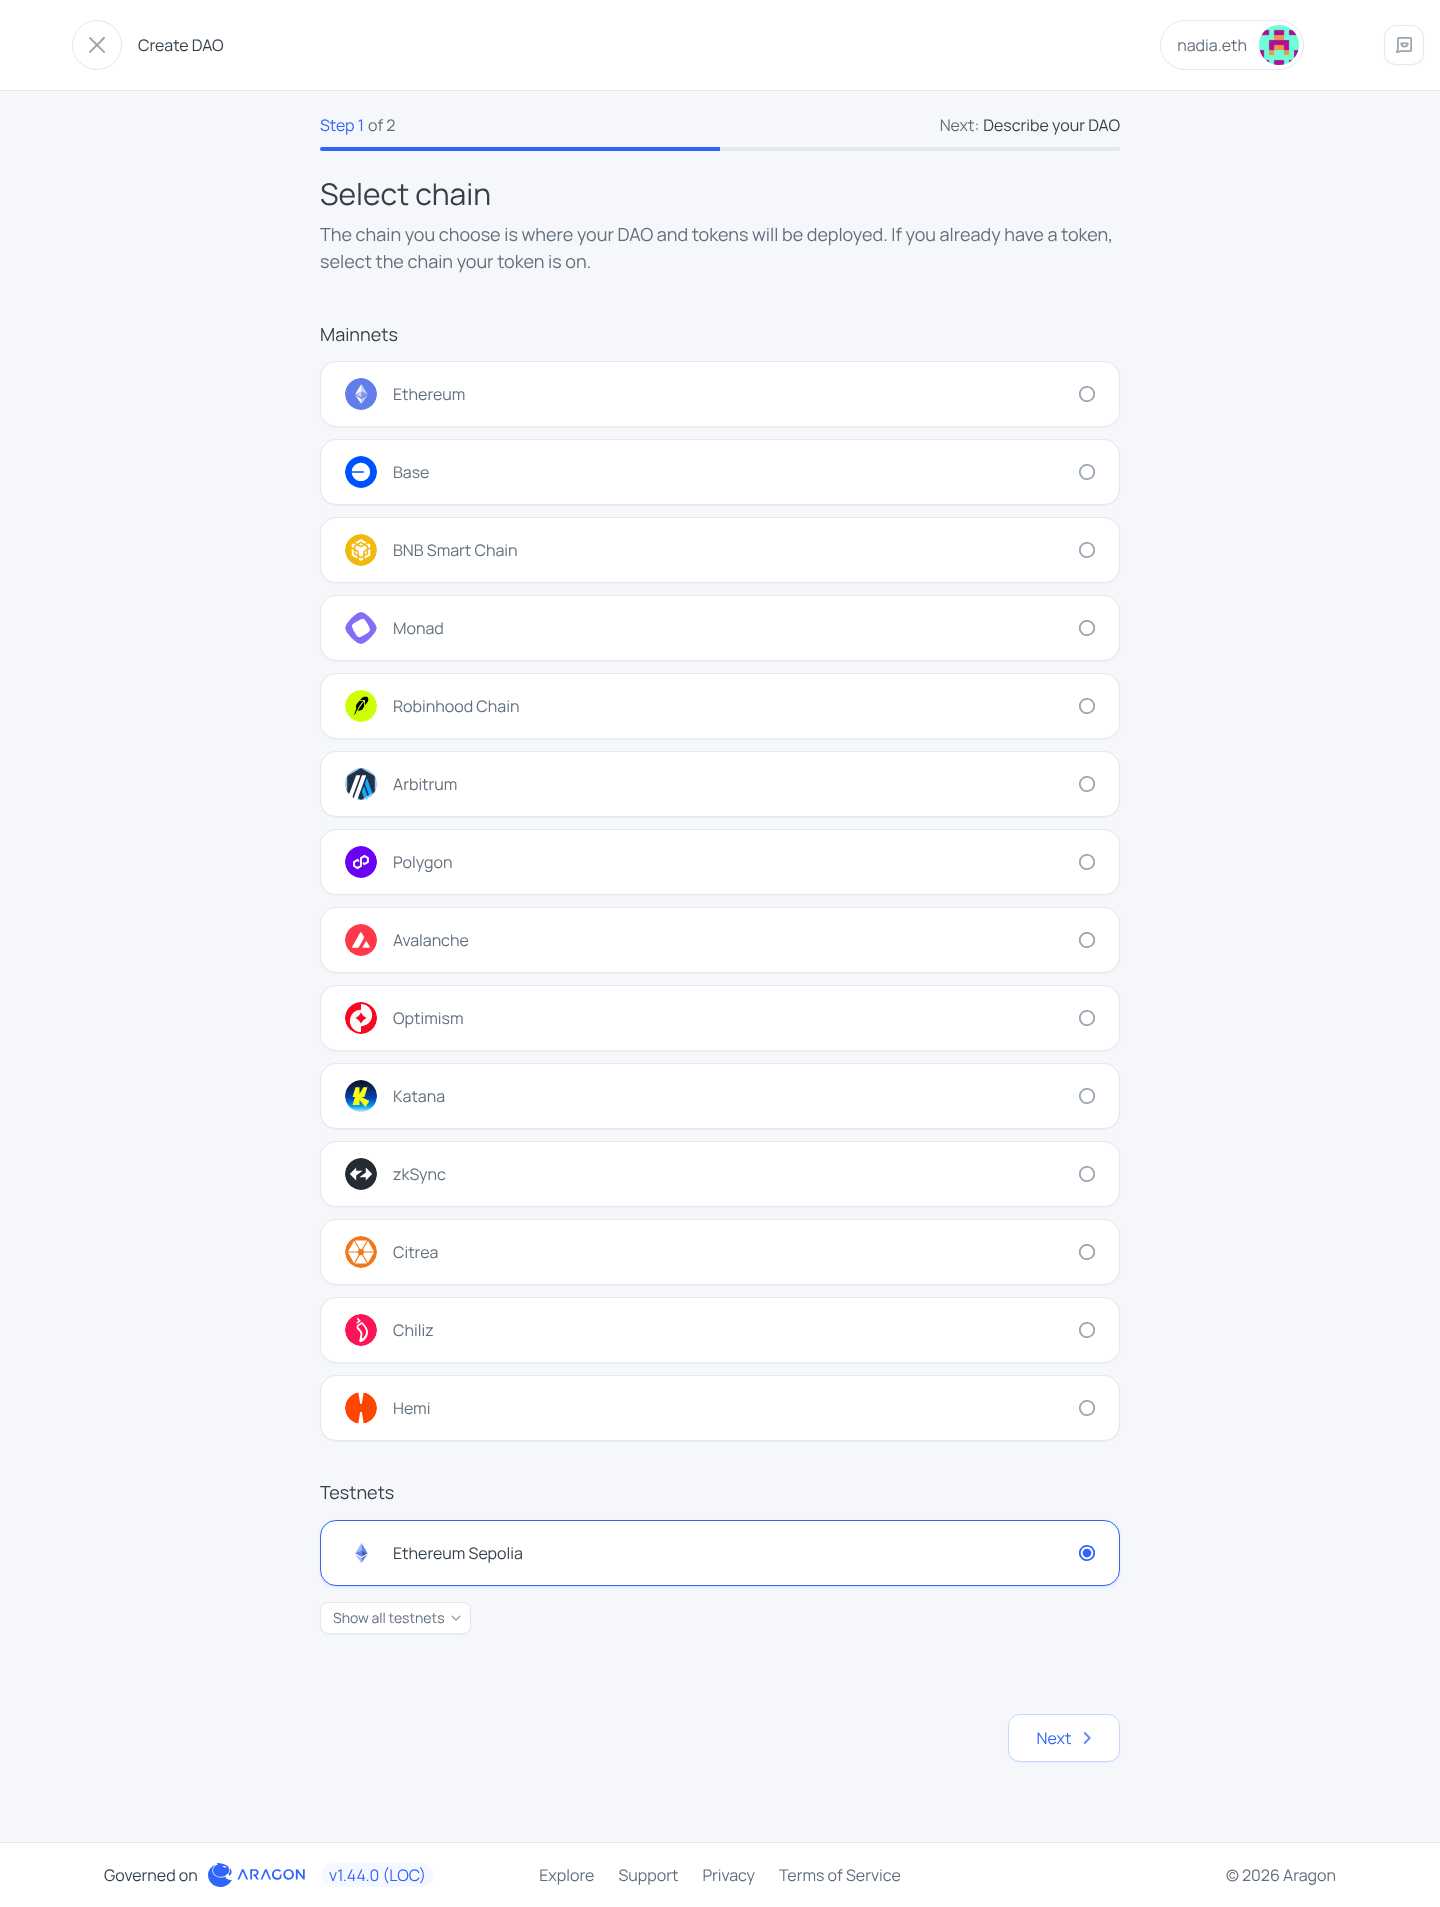 Create DAO
nadia.eth
Step 1 of 2
Next: Describe your DAO
Select chain
The chain you choose is where your DAO and tokens will be deployed. If you already have a token,
select the chain your token is on.
Mainnets
Ethereum
Base
BNB Smart Chain
Monad
Robinhood Chain
Arbitrum
Polygon
Avalanche
Optimism
Katana
zkSync
Citrea
Chiliz
Hemi
Testnets
Ethereum Sepolia
Show all testnets
Next
Governed on ARAGON v1.44.0 (LOC)
Explore Support Privacy Terms of Service
© 2026 Aragon